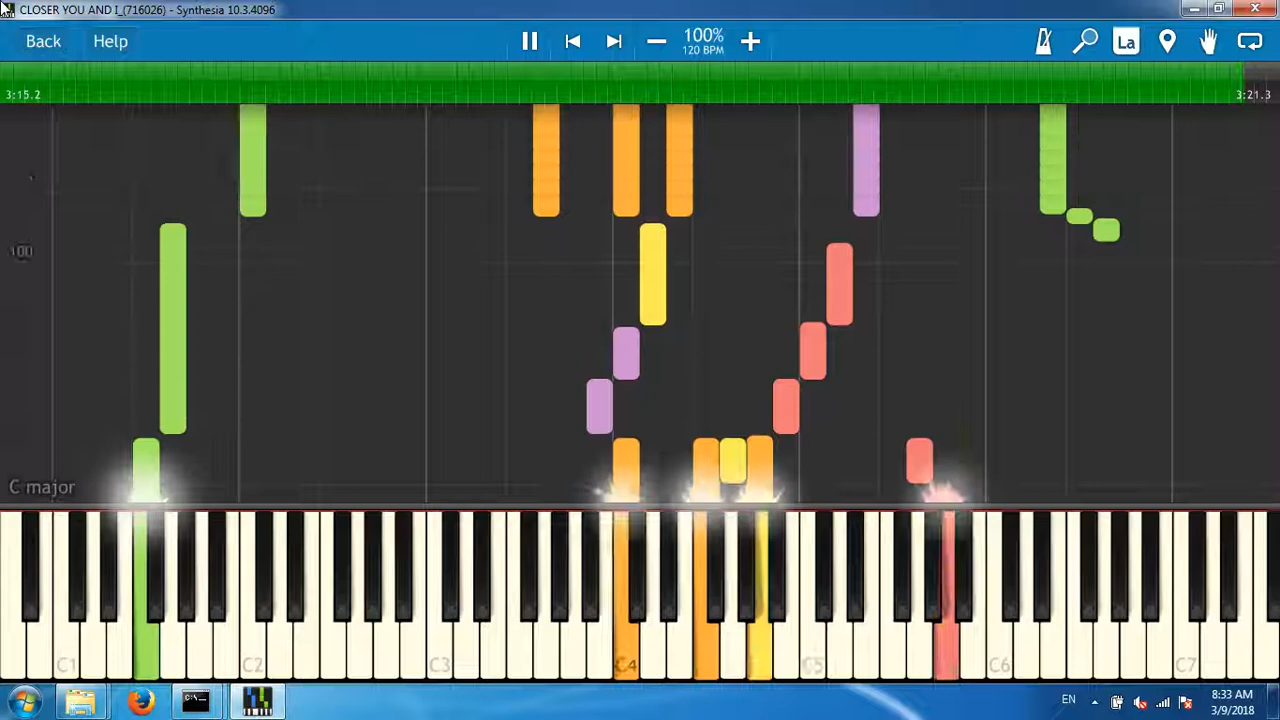 CLOSER YOU AND I_(716026) - Synthesia 10.3.4096
Back Help 100% La
120 BPM
3:15.2 3:21.3
100
C major
C1 C2 C3 C4 C5 C6 C7
EN 8:33 AM
3/9/2018